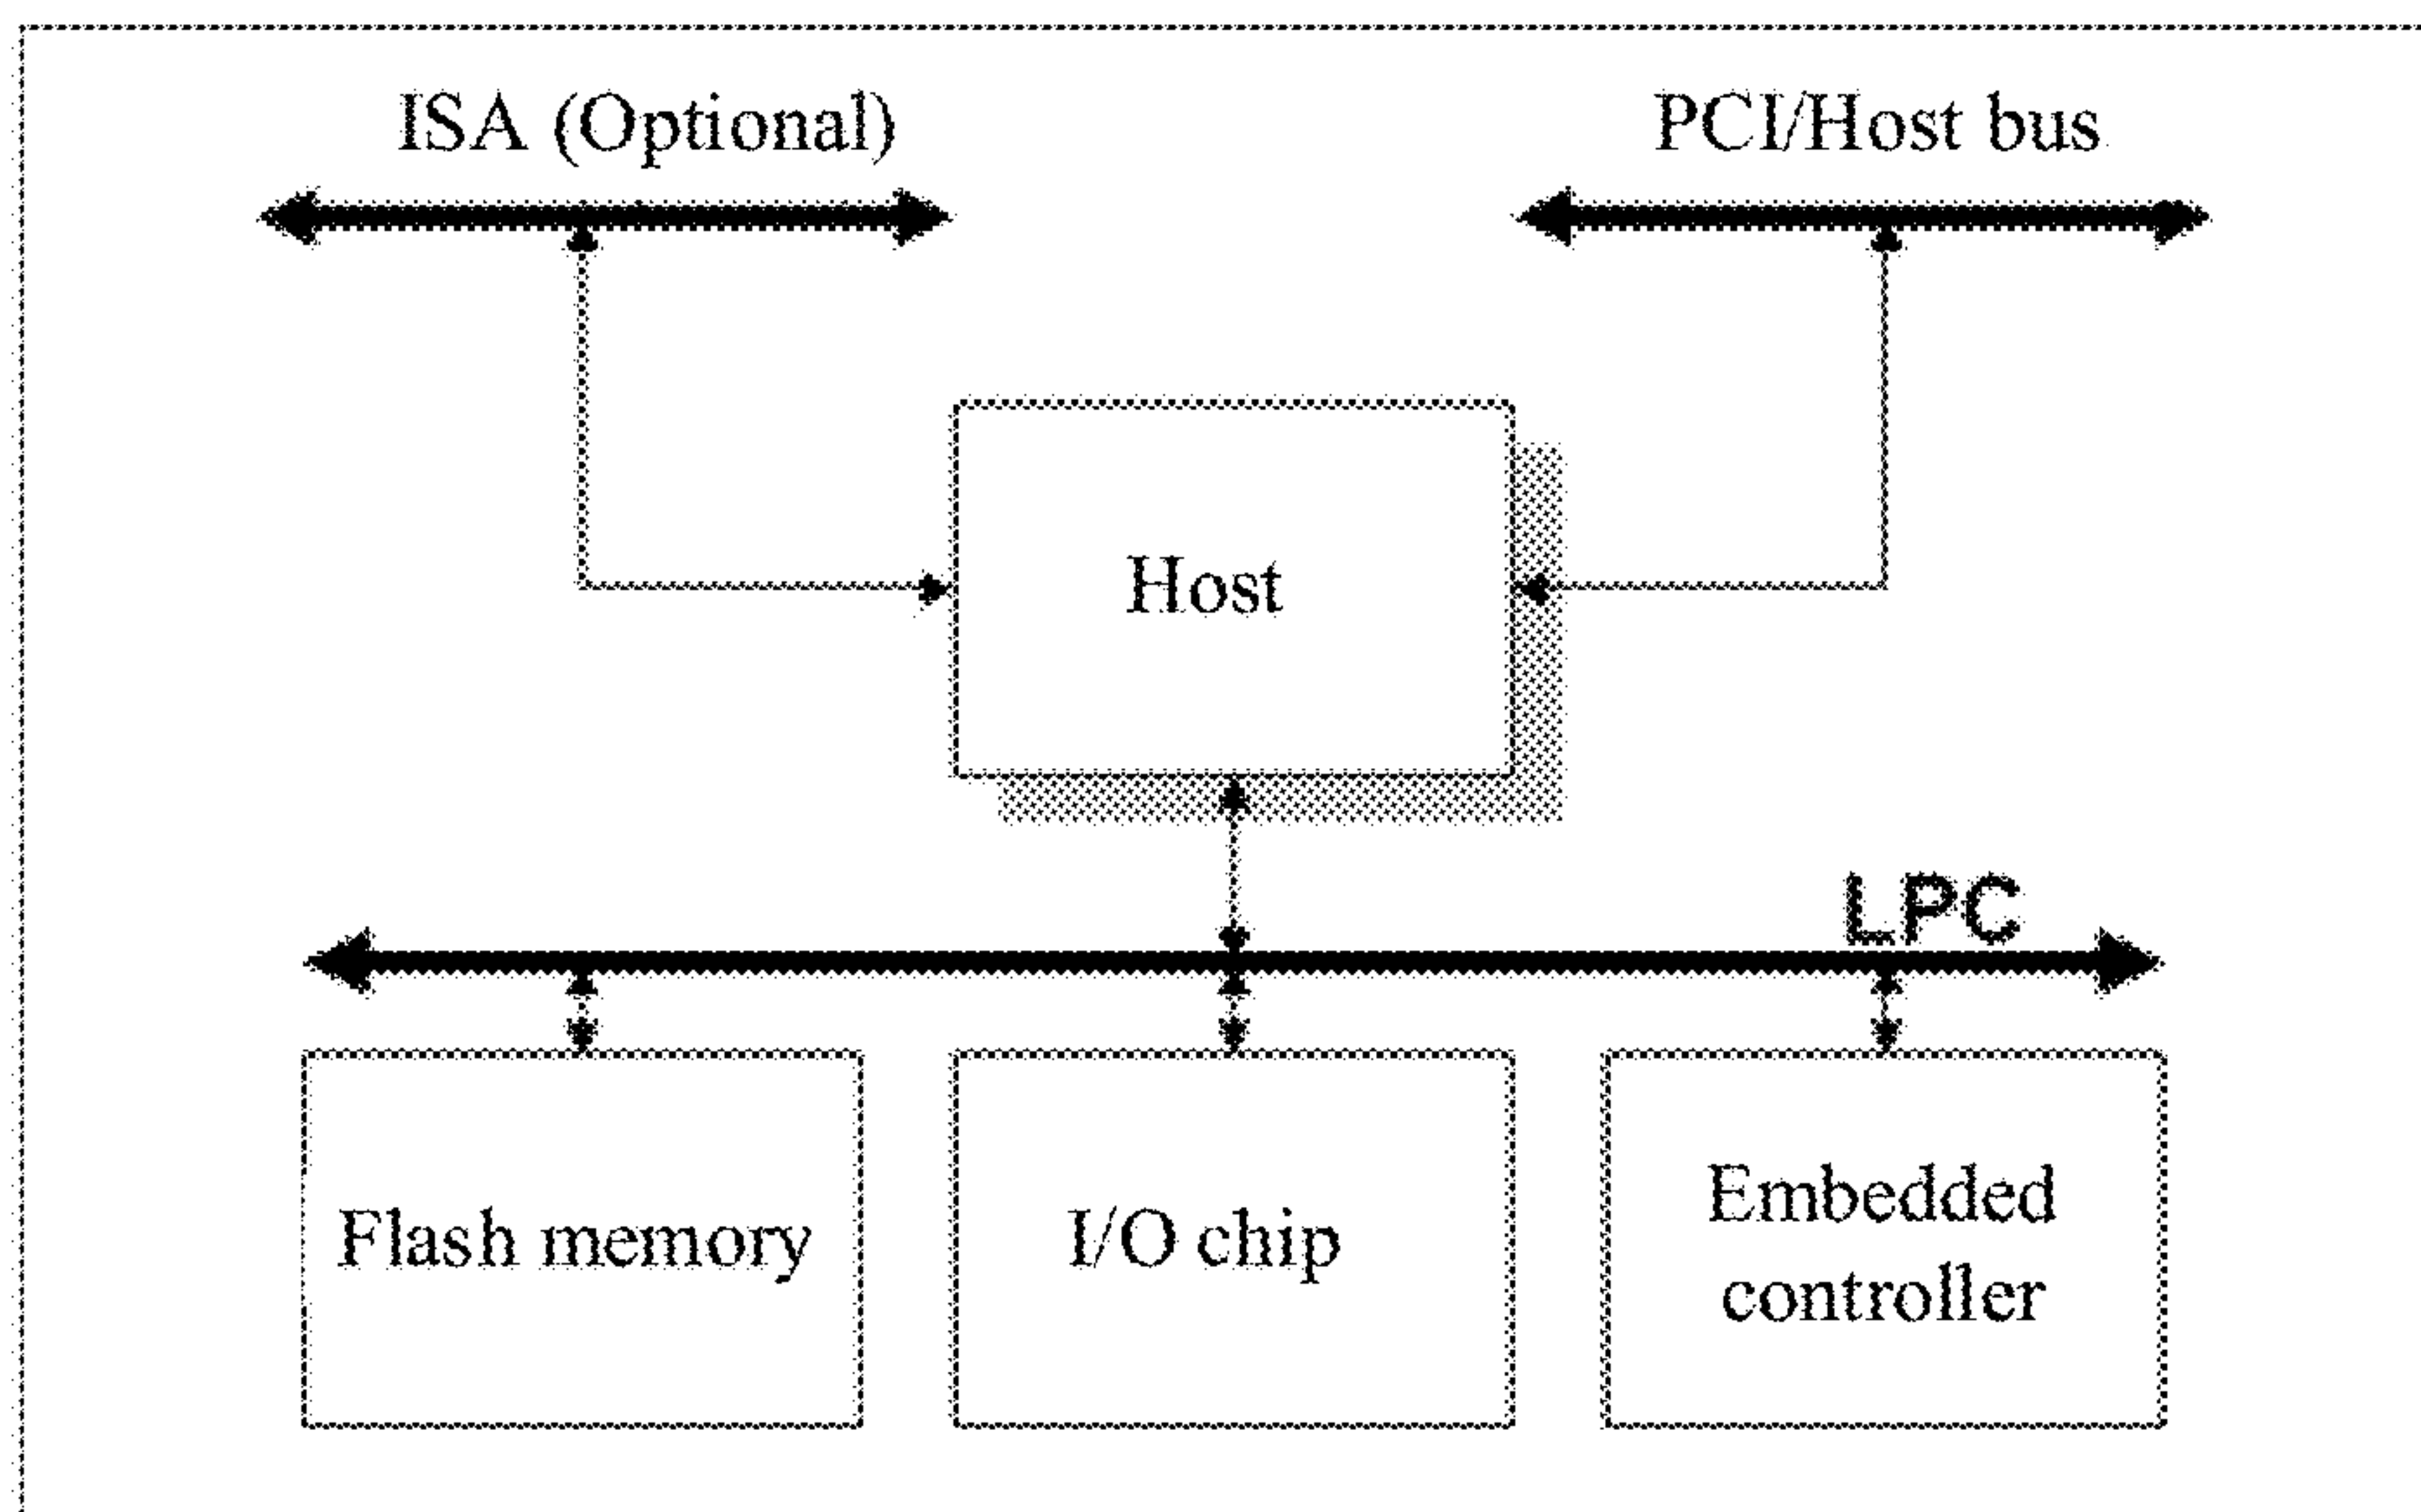 ISA (Optional)
PCI/Host bus
Host
LPC
Flash memory
I/O chip
Embedded
controller